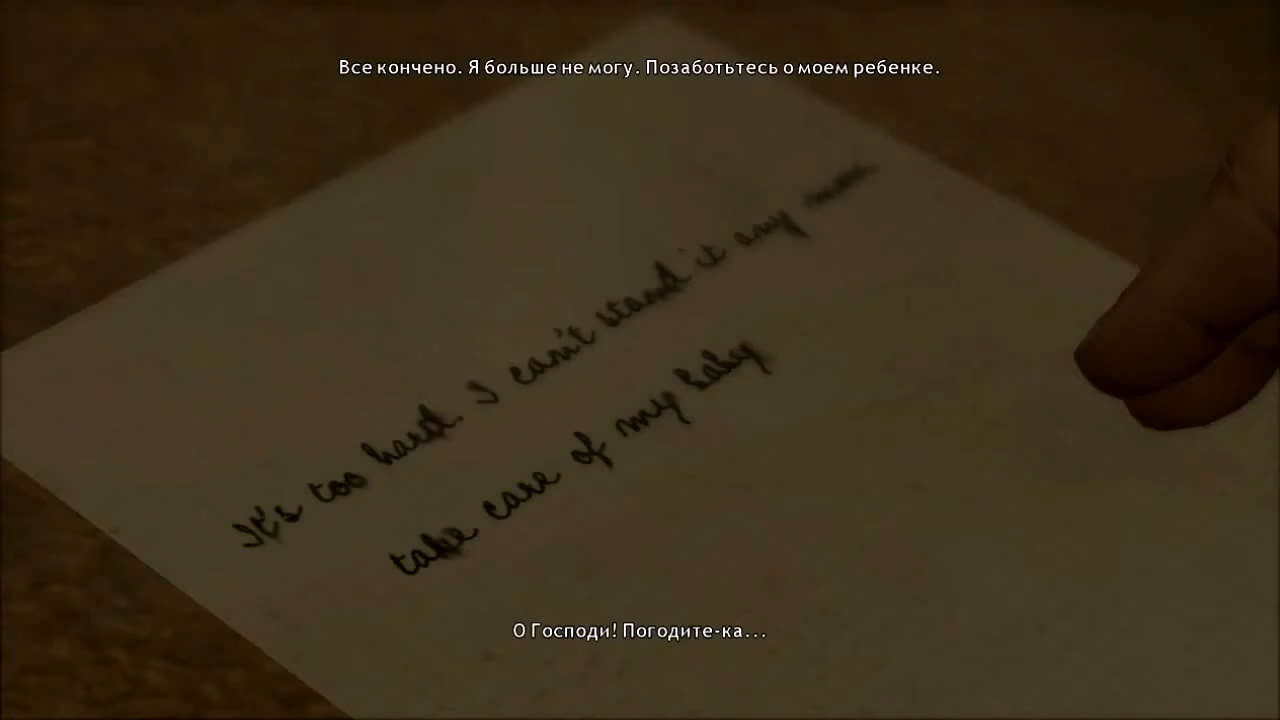 Все кончено. Я больше не могу. Позаботьтесь о моем ребенке.
It's too hard. I can't stand it any more.
take care of my baby
О Господи! Погодите-ка...